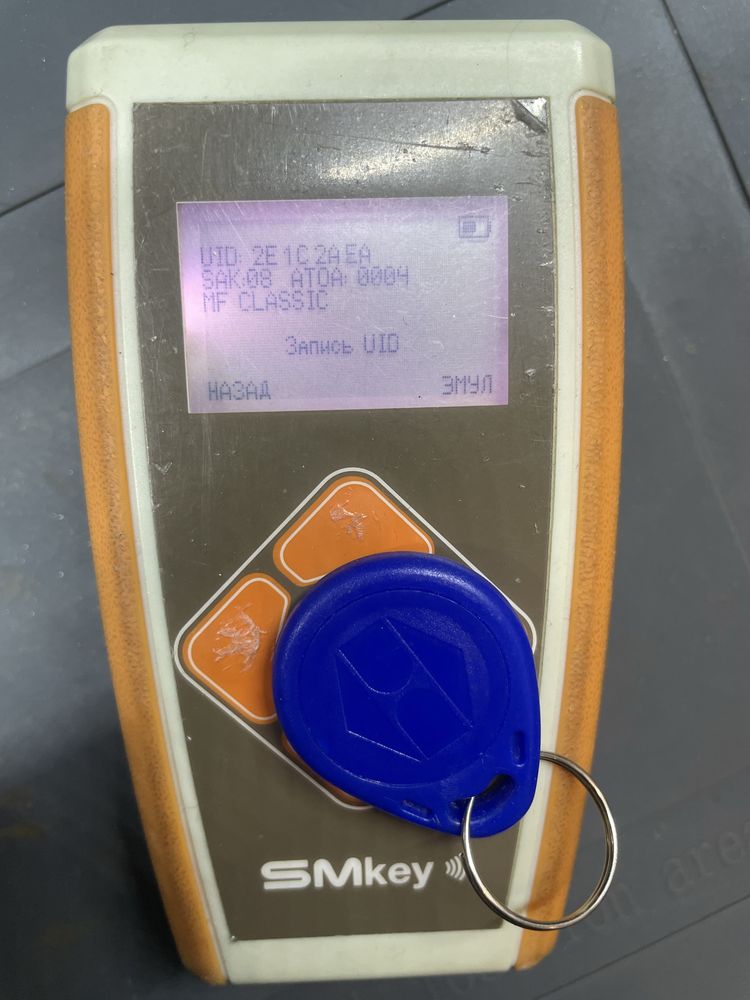 UID: 2E 1C 2A EA
SAK:08 ATQA: 0004
MF CLASSIC
Запись UID
НАЗАД ЭМУЛ
SMkey